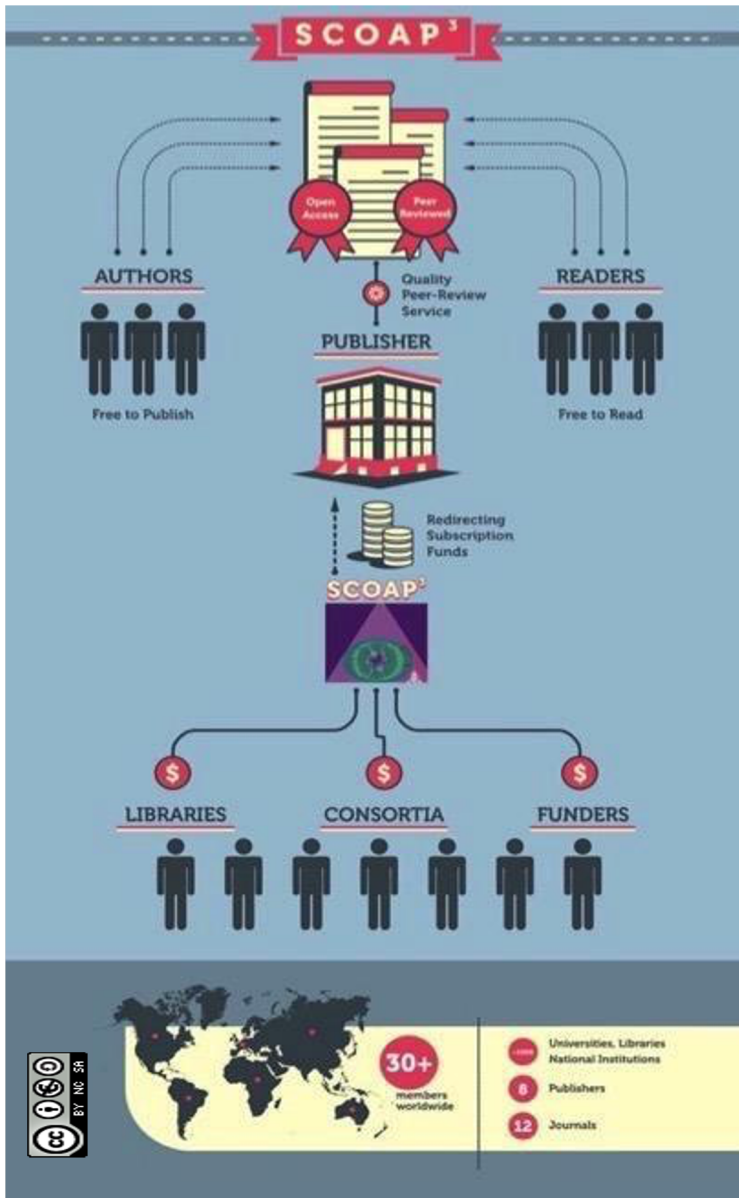 SCOAP³
Open
Access
Peer
Reviewed
AUTHORS
Free to Publish
READERS
Free to Read
Quality
Peer-Review
Service
PUBLISHER
Redirecting
Subscription
Funds
SCOAP³
$
$
$
LIBRARIES
CONSORTIA
FUNDERS
30+
members
worldwide
Universities, Libraries
National Institutions
8 Publishers
12 Journals
cc BY NC SA